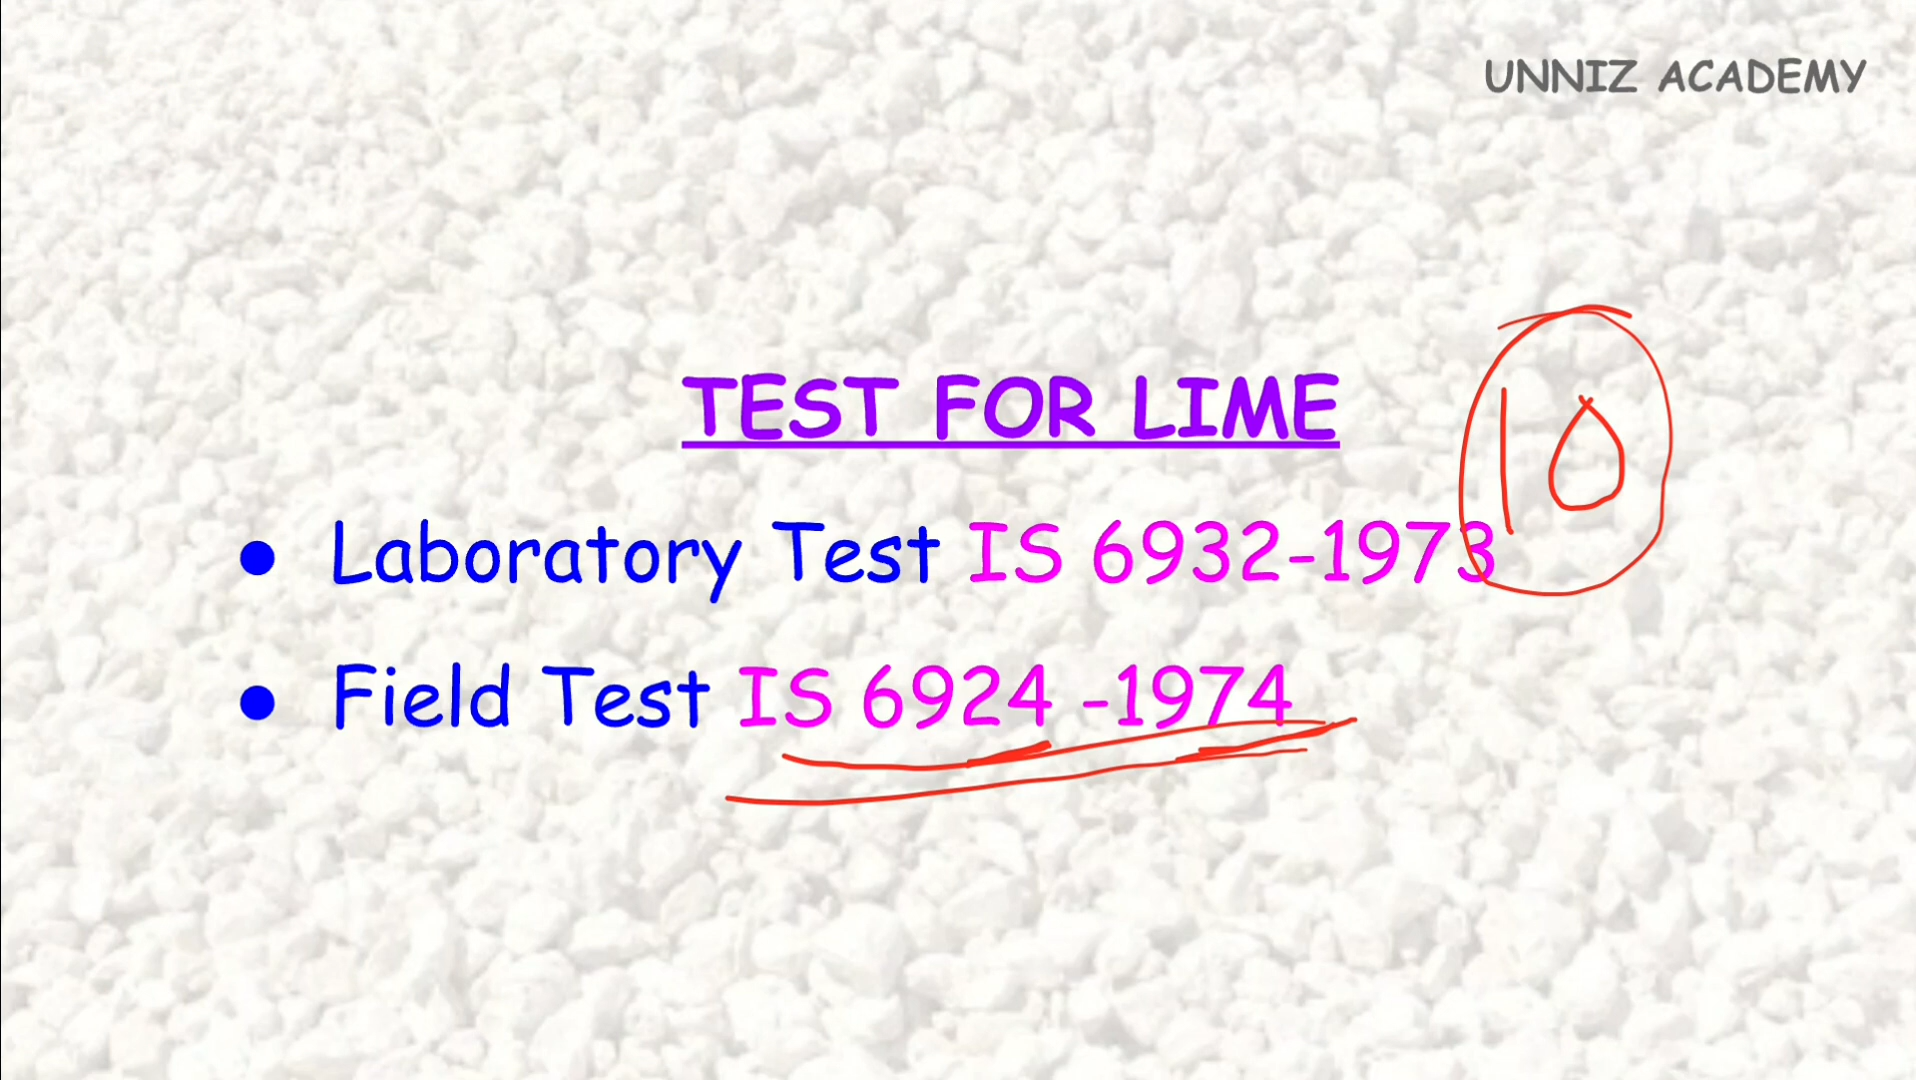 UNNIZ ACADEMY
TEST FOR LIME
10
● Laboratory Test IS 6932-1973
● Field Test IS 6924 -1974